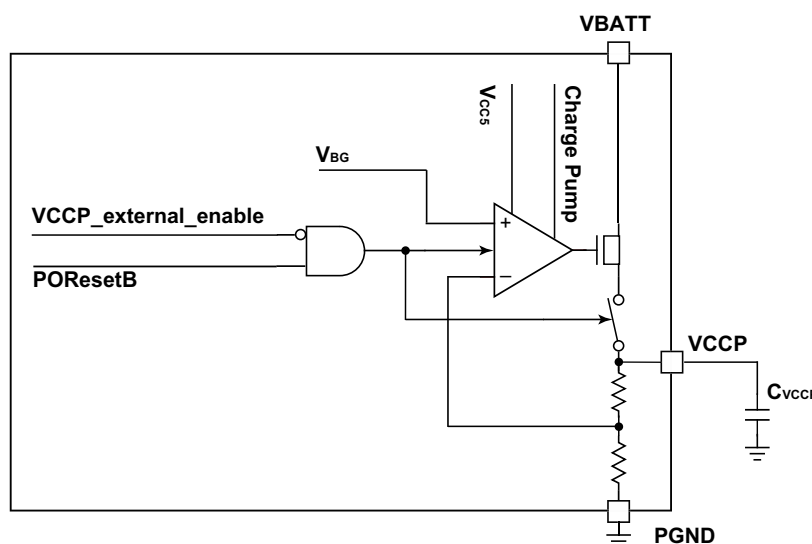 VBATT
VCC5
Charge Pump
VBG
+
VCCP_external_enable
POResetB
−
VCCP
CVCCP
PGND